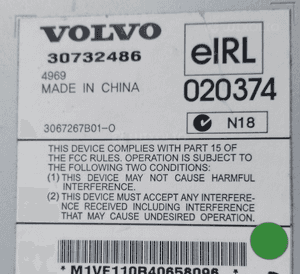 VOLVO
30732486
4969
MADE IN CHINA
eIRL
020374
3067267B01-O
N18
THIS DEVICE COMPLIES WITH PART 15 OF
THE FCC RULES. OPERATION IS SUBJECT TO
THE FOLLOWING TWO CONDITIONS:
(1) THIS DEVICE MAY NOT CAUSE HARMFUL
INTERFERENCE.
(2) THIS DEVICE MUST ACCEPT ANY INTERFERE-
NCE RECEIVED INCLUDING INTERFERENCE
THAT MAY CAUSE UNDESIRED OPERATION.
* M1VF110B40658096 *